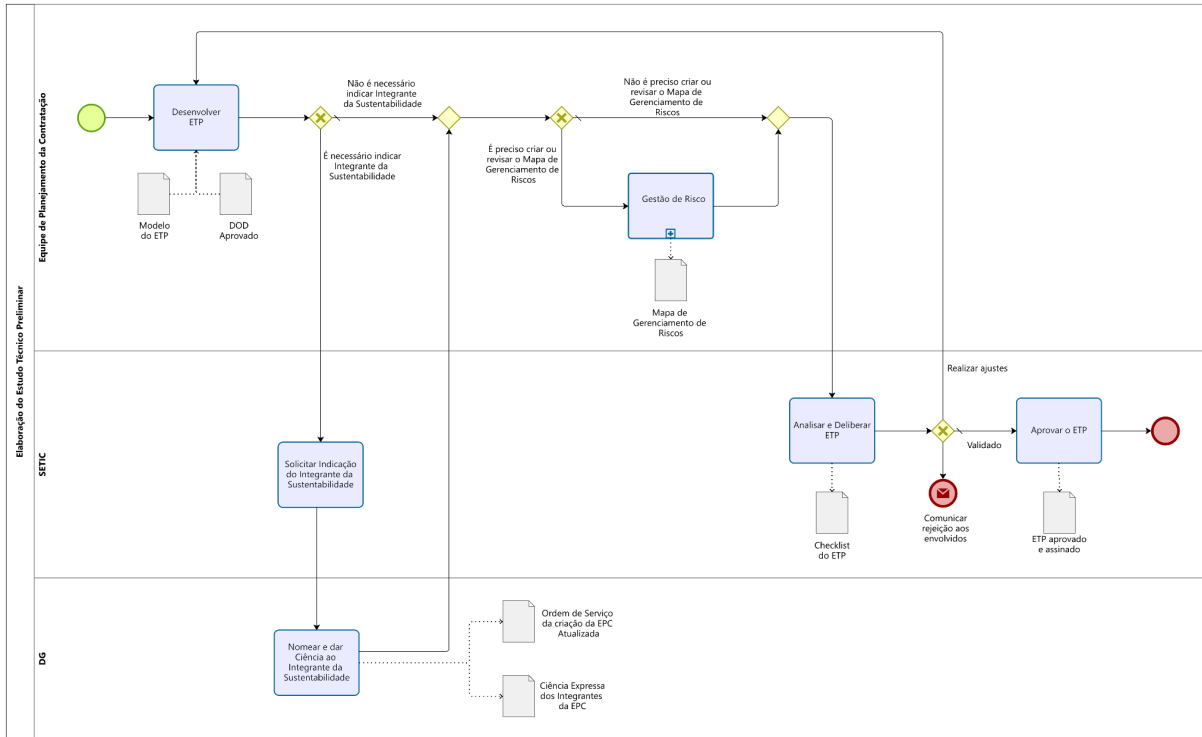 Elaboração do Estudo Técnico Preliminar
Equipe de Planejamento da Contratação
Desenvolver
ETP
Modelo
do ETP
DOD
Aprovado
Não é necessário
indicar Integrante
da Sustentabilidade
É necessário indicar
Integrante da
Sustentabilidade
Não é preciso criar ou
revisar o Mapa de
Gerenciamento de
Riscos
É preciso criar ou
revisar o Mapa de
Gerenciamento de
Riscos
Gestão de Risco
Mapa de
Gerenciamento de
Riscos
SETIC
Solicitar Indicação
do Integrante da
Sustentabilidade
Analisar e Deliberar
ETP
Checklist
do ETP
Realizar ajustes
Validado
Comunicar
rejeição aos
envolvidos
Aprovar o ETP
ETP aprovado
e assinado
DG
Nomear e dar
Ciência ao
Integrante da
Sustentabilidade
Ordem de Serviço
da criação da EPC
Atualizada
Ciência Expressa
dos Integrantes
da EPC